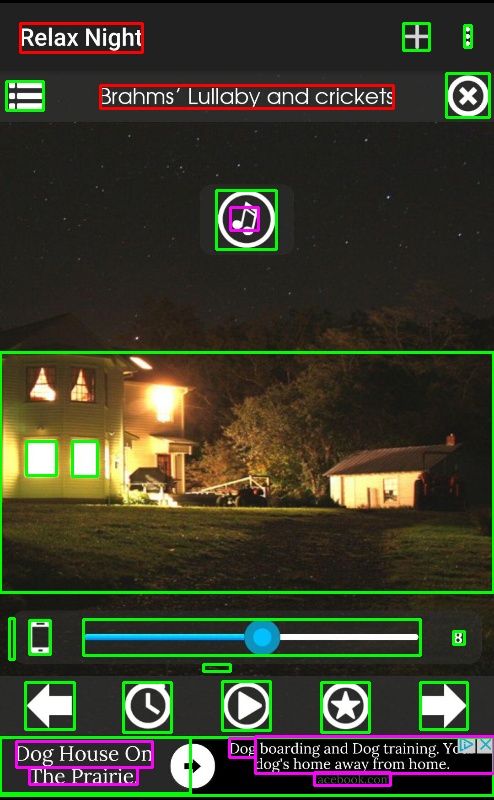 Relax Night
Brahms' Lullaby and crickets
8
Dog House On
The Prairie
Dog boarding and Dog training.
dog's home away from home.
acebook.com